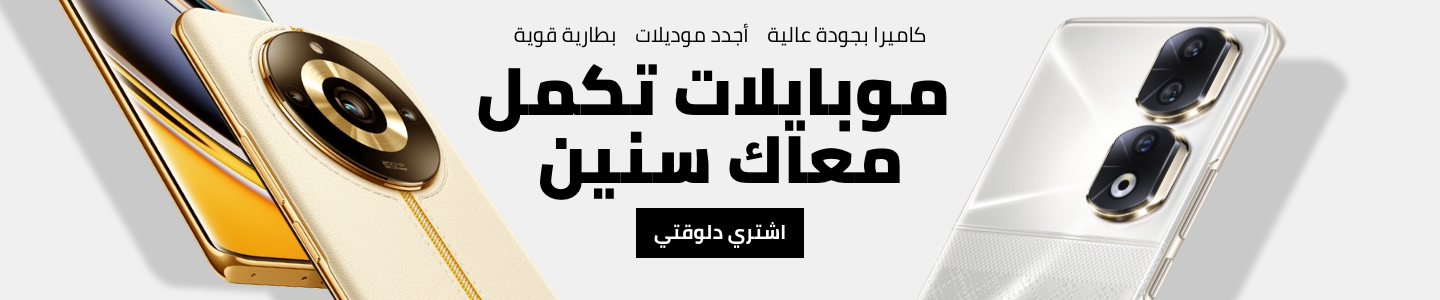 كاميرا بجودة عالية أجدد موديلات بطارية قوية
موبايلات تكمل
معاك سنين
اشتري دلوقتي